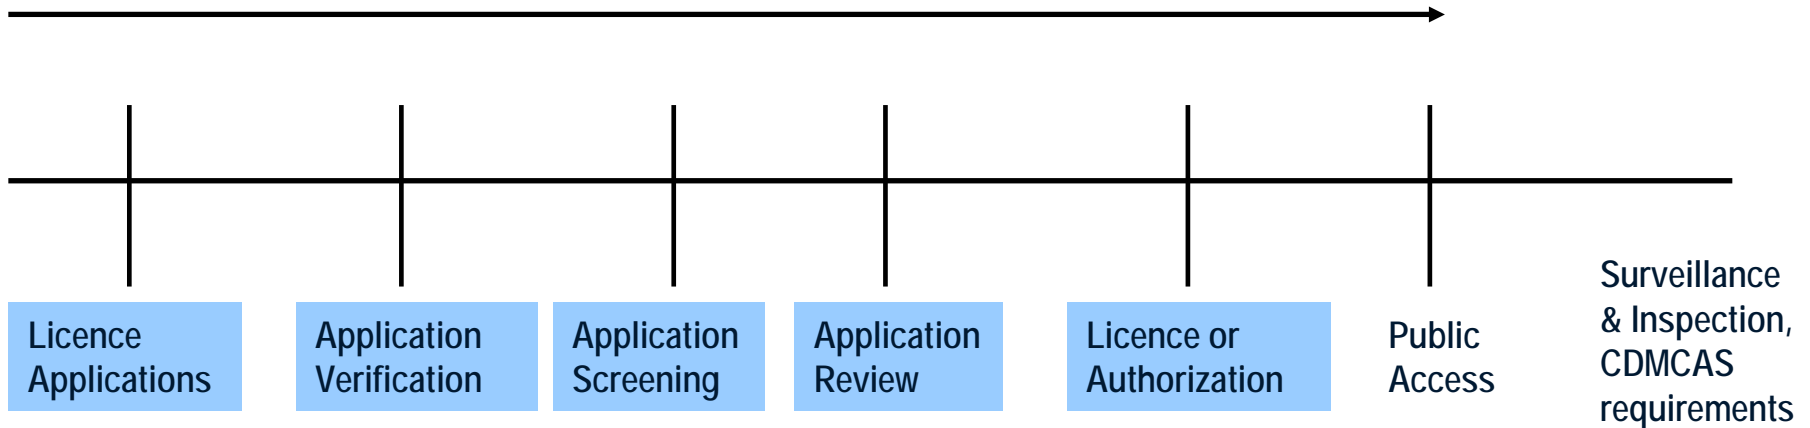 Licence
Applications
Application
Verification
Application
Screening
Application
Review
Licence or
Authorization
Public
Access
Surveillance
& Inspection,
CDMCAS
requirements